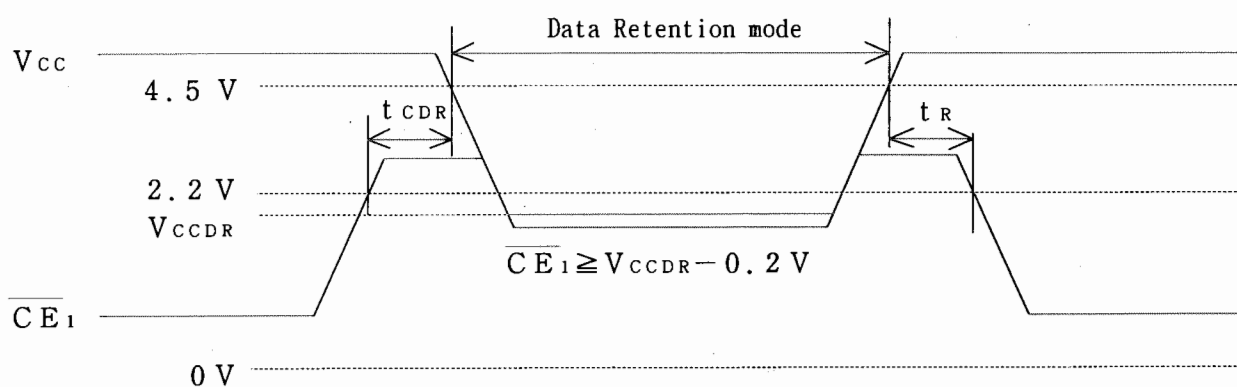 Data Retention mode
VCC
4.5 V
tCDR
tR
2.2 V
VCCDR
CE1≧VCCDR−0.2 V
CE1
0 V